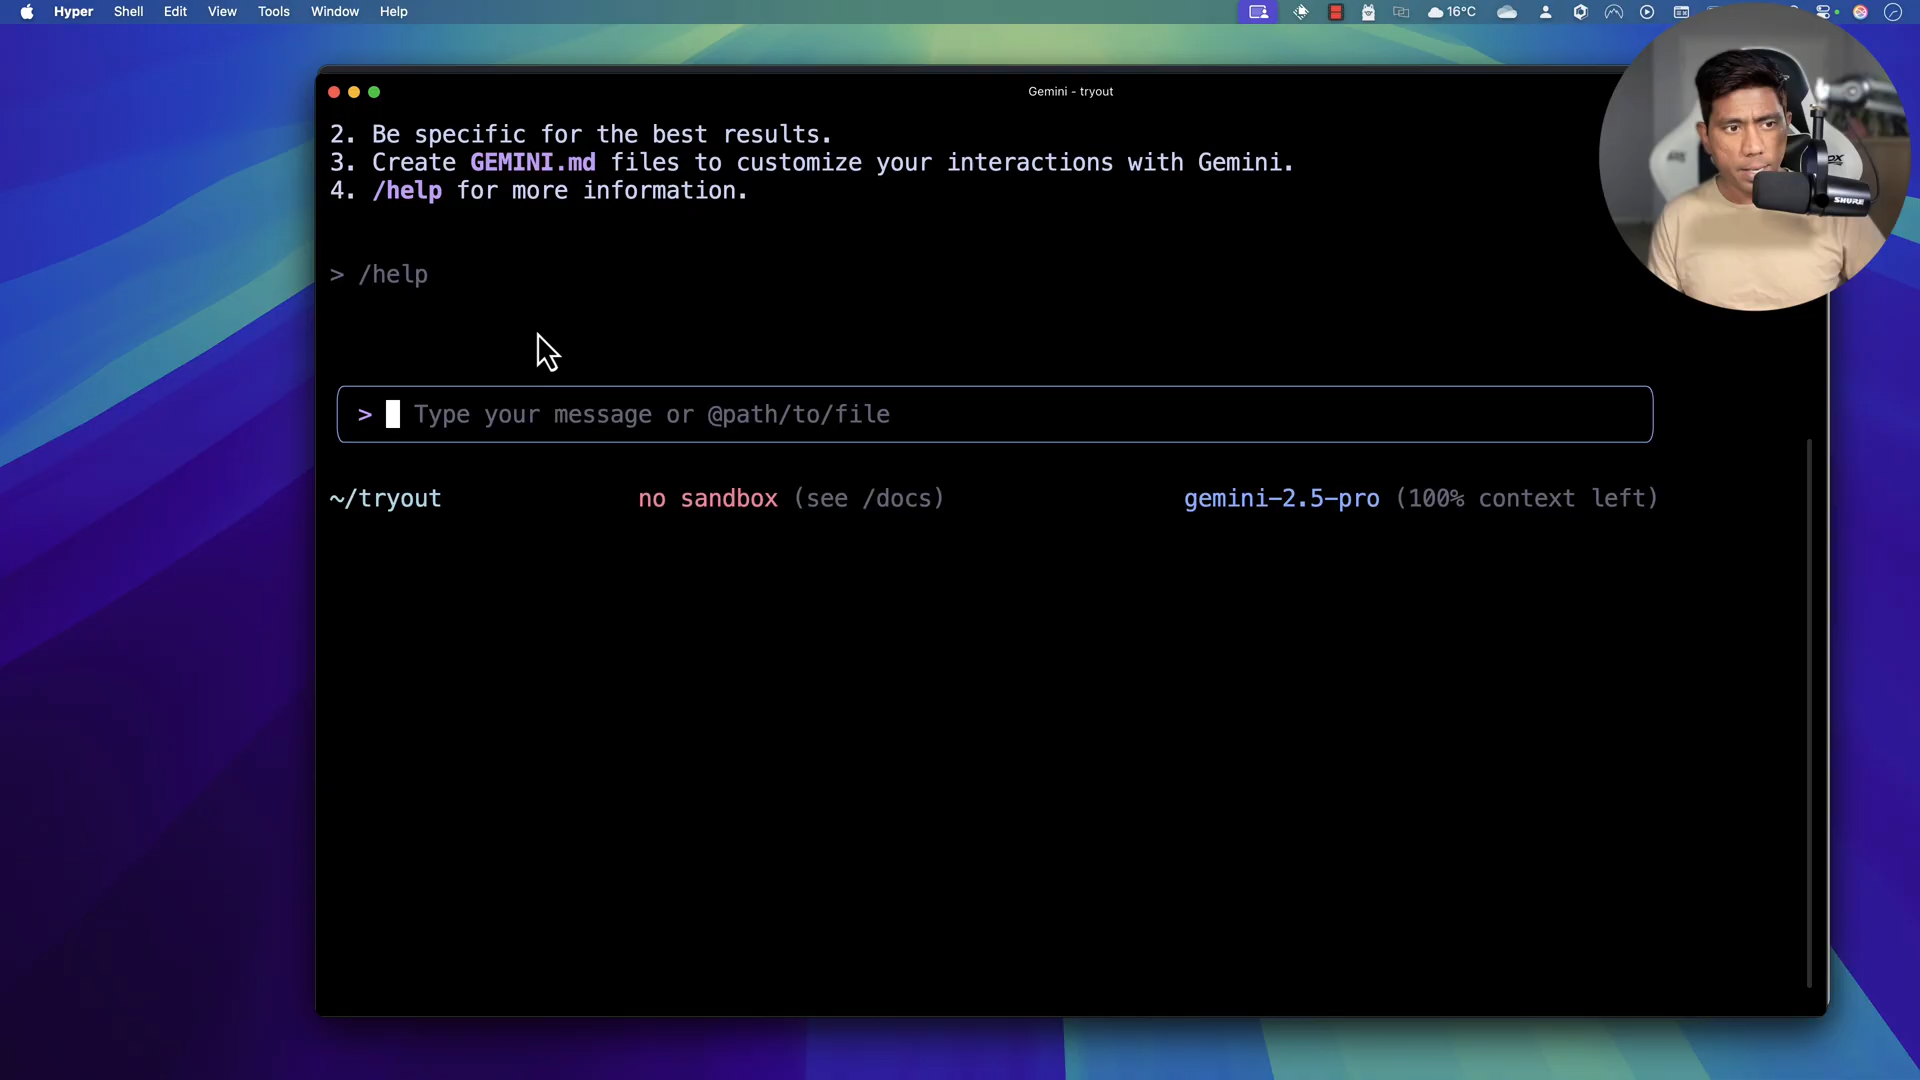 Hyper Shell Edit View Tools Window Help 16°C
Gemini - tryout
2. Be specific for the best results.
3. Create GEMINI.md files to customize your interactions with Gemini.
4. /help for more information.
> /help
> Type your message or @path/to/file
~/tryout no sandbox (see /docs) gemini-2.5-pro (100% context left)
SHURE